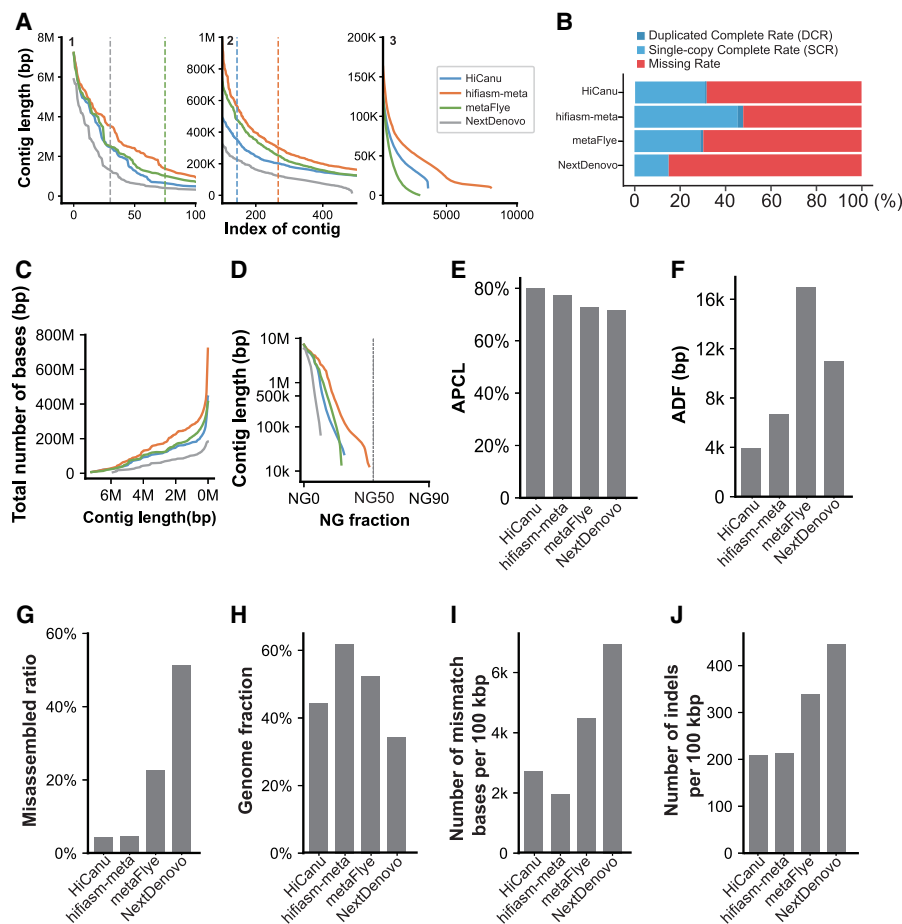 A
1
2
3
Contig length (bp)
8M
6M
4M
2M
0
0
50
100
1M
800K
600K
400K
200K
0
200
400
200K
150K
100K
50K
0
5000
10000
Index of contig
HiCanu
hifiasm-meta
metaFlye
NextDenovo
B
Duplicated Complete Rate (DCR)
Single-copy Complete Rate (SCR)
Missing Rate
HiCanu
hifiasm-meta
metaFlye
NextDenovo
0
20
40
60
80
100
(%)
C
Total number of bases (bp)
800M
600M
400M
200M
0
6M
4M
2M
0M
Contig length(bp)
D
Contig length (bp)
10M
1M
500k
100k
10k
NG0
NG50
NG90
NG fraction
E
APCL
80%
60%
40%
20%
0
HiCanu
hifiasm-meta
metaFlye
NextDenovo
F
ADF (bp)
16k
12k
8k
4k
0
HiCanu
hifiasm-meta
metaFlye
NextDenovo
G
Misassembled ratio
60%
40%
20%
0%
HiCanu
hifiasm-meta
metaFlye
NextDenovo
H
Genome fraction
60%
40%
20%
0%
HiCanu
hifiasm-meta
metaFlye
NextDenovo
I
Number of mismatch
bases per 100 kbp
6k
4k
2k
0
HiCanu
hifiasm-meta
metaFlye
NextDenovo
J
Number of indels
per 100 kbp
400
300
200
100
0
HiCanu
hifiasm-meta
metaFlye
NextDenovo